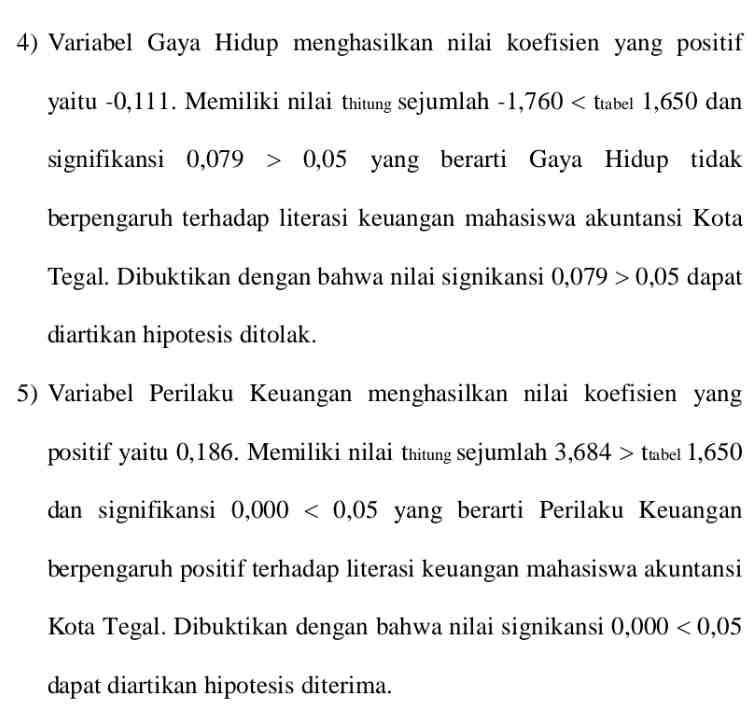 4) Variabel Gaya Hidup menghasilkan nilai koefisien yang positif
yaitu -0,111. Memiliki nilai thitung sejumlah -1,760 < ttabel 1,650 dan
signifikansi 0,079 > 0,05 yang berarti Gaya Hidup tidak
berpengaruh terhadap literasi keuangan mahasiswa akuntansi Kota
Tegal. Dibuktikan dengan bahwa nilai signikansi 0,079 > 0,05 dapat
diartikan hipotesis ditolak.
5) Variabel Perilaku Keuangan menghasilkan nilai koefisien yang
positif yaitu 0,186. Memiliki nilai thitung sejumlah 3,684 > ttabel 1,650
dan signifikansi 0,000 < 0,05 yang berarti Perilaku Keuangan
berpengaruh positif terhadap literasi keuangan mahasiswa akuntansi
Kota Tegal. Dibuktikan dengan bahwa nilai signikansi 0,000 < 0,05
dapat diartikan hipotesis diterima.